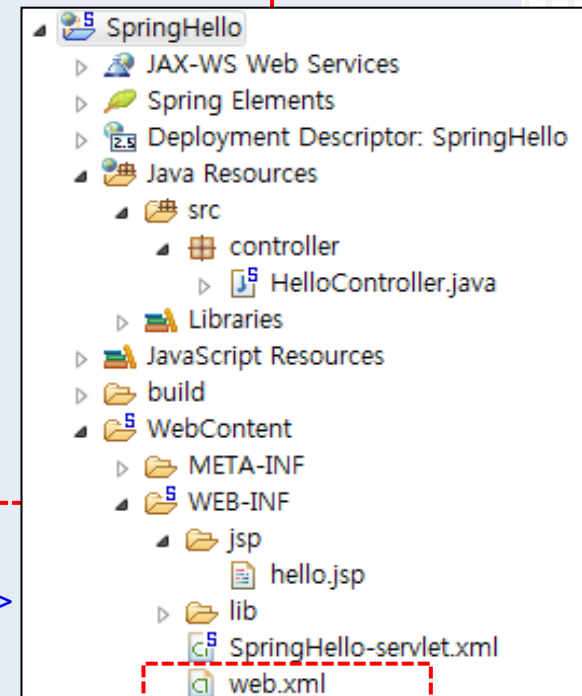 SpringHello
JAX-WS Web Services
Spring Elements
Deployment Descriptor: SpringHello
Java Resources
src
controller
HelloController.java
Libraries
JavaScript Resources
build
WebContent
META-INF
WEB-INF
jsp
hello.jsp
>
lib
SpringHello-servlet.xml
web.xml